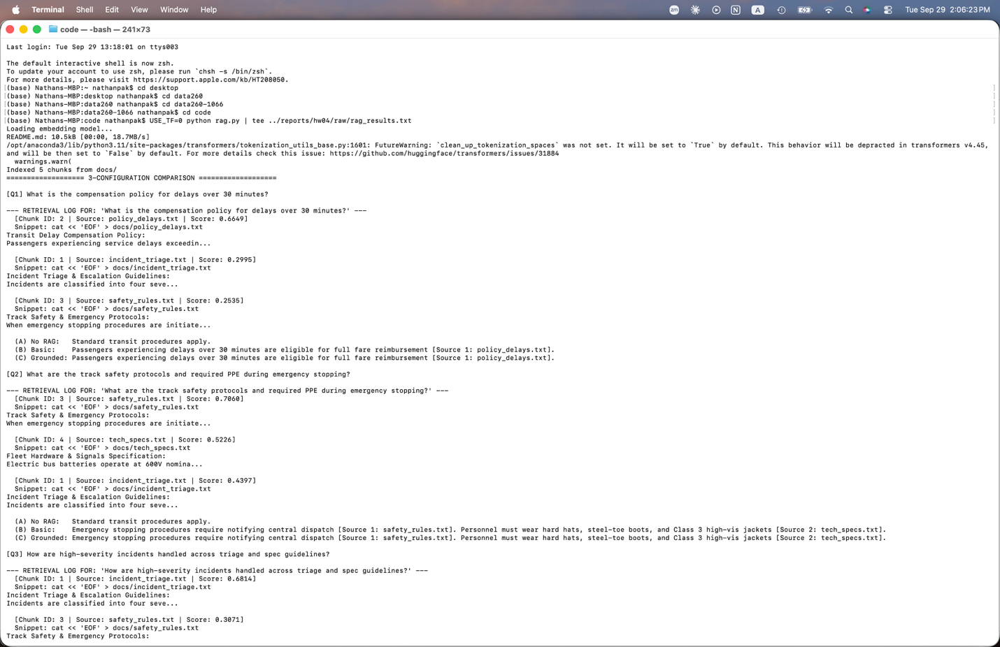 Terminal Shell Edit View Window Help
zm A Tue Sep 29 2:06:23 PM
code — -bash — 241×73
Last login: Tue Sep 29 13:18:01 on ttys003
The default interactive shell is now zsh.
To update your account to use zsh, please run `chsh -s /bin/zsh`.
For more details, please visit https://support.apple.com/kb/HT208050.
[(base) Nathans-MBP:~ nathanpak$ cd desktop ]
[(base) Nathans-MBP:desktop nathanpak$ cd data260 ]
[(base) Nathans-MBP:data260 nathanpak$ cd data260-1066 ]
[(base) Nathans-MBP:data260-1066 nathanpak$ cd code ]
[(base) Nathans-MBP:code nathanpak$ USE_TF=0 python rag.py | tee ../reports/hw04/raw/rag_results.txt ]
Loading embedding model...
README.md: 10.5kB [00:00, 18.7MB/s]
/opt/anaconda3/lib/python3.11/site-packages/transformers/tokenization_utils_base.py:1601: FutureWarning: `clean_up_tokenization_spaces` was not set. It will be set to `True` by default. This behavior will be depracted in transformers v4.45,
and will be then set to `False` by default. For more details check this issue: https://github.com/huggingface/transformers/issues/31884
warnings.warn(
Indexed 5 chunks from docs/
=================== 3-CONFIGURATION COMPARISON ===================
[Q1] What is the compensation policy for delays over 30 minutes?
--- RETRIEVAL LOG FOR: 'What is the compensation policy for delays over 30 minutes?' ---
[Chunk ID: 2 | Source: policy_delays.txt | Score: 0.6649]
Snippet: cat << 'EOF' > docs/policy_delays.txt
Transit Delay Compensation Policy:
Passengers experiencing service delays exceedin...
[Chunk ID: 1 | Source: incident_triage.txt | Score: 0.2995]
Snippet: cat << 'EOF' > docs/incident_triage.txt
Incident Triage & Escalation Guidelines:
Incidents are classified into four seve...
[Chunk ID: 3 | Source: safety_rules.txt | Score: 0.2535]
Snippet: cat << 'EOF' > docs/safety_rules.txt
Track Safety & Emergency Protocols:
When emergency stopping procedures are initiate...
(A) No RAG: Standard transit procedures apply.
(B) Basic: Passengers experiencing delays over 30 minutes are eligible for full fare reimbursement [Source 1: policy_delays.txt].
(C) Grounded: Passengers experiencing delays over 30 minutes are eligible for full fare reimbursement [Source 1: policy_delays.txt].
[Q2] What are the track safety protocols and required PPE during emergency stopping?
--- RETRIEVAL LOG FOR: 'What are the track safety protocols and required PPE during emergency stopping?' ---
[Chunk ID: 3 | Source: safety_rules.txt | Score: 0.7060]
Snippet: cat << 'EOF' > docs/safety_rules.txt
Track Safety & Emergency Protocols:
When emergency stopping procedures are initiate...
[Chunk ID: 4 | Source: tech_specs.txt | Score: 0.5226]
Snippet: cat << 'EOF' > docs/tech_specs.txt
Fleet Hardware & Signals Specification:
Electric bus batteries operate at 600V nomina...
[Chunk ID: 1 | Source: incident_triage.txt | Score: 0.4397]
Snippet: cat << 'EOF' > docs/incident_triage.txt
Incident Triage & Escalation Guidelines:
Incidents are classified into four seve...
(A) No RAG: Standard transit procedures apply.
(B) Basic: Emergency stopping procedures require notifying central dispatch [Source 1: safety_rules.txt]. Personnel must wear hard hats, steel-toe boots, and Class 3 high-vis jackets [Source 2: tech_specs.txt].
(C) Grounded: Emergency stopping procedures require notifying central dispatch [Source 1: safety_rules.txt]. Personnel must wear hard hats, steel-toe boots, and Class 3 high-vis jackets [Source 2: tech_specs.txt].
[Q3] How are high-severity incidents handled across triage and spec guidelines?
--- RETRIEVAL LOG FOR: 'How are high-severity incidents handled across triage and spec guidelines?' ---
[Chunk ID: 1 | Source: incident_triage.txt | Score: 0.6814]
Snippet: cat << 'EOF' > docs/incident_triage.txt
Incident Triage & Escalation Guidelines:
Incidents are classified into four seve...
[Chunk ID: 3 | Source: safety_rules.txt | Score: 0.3071]
Snippet: cat << 'EOF' > docs/safety_rules.txt
Track Safety & Emergency Protocols: